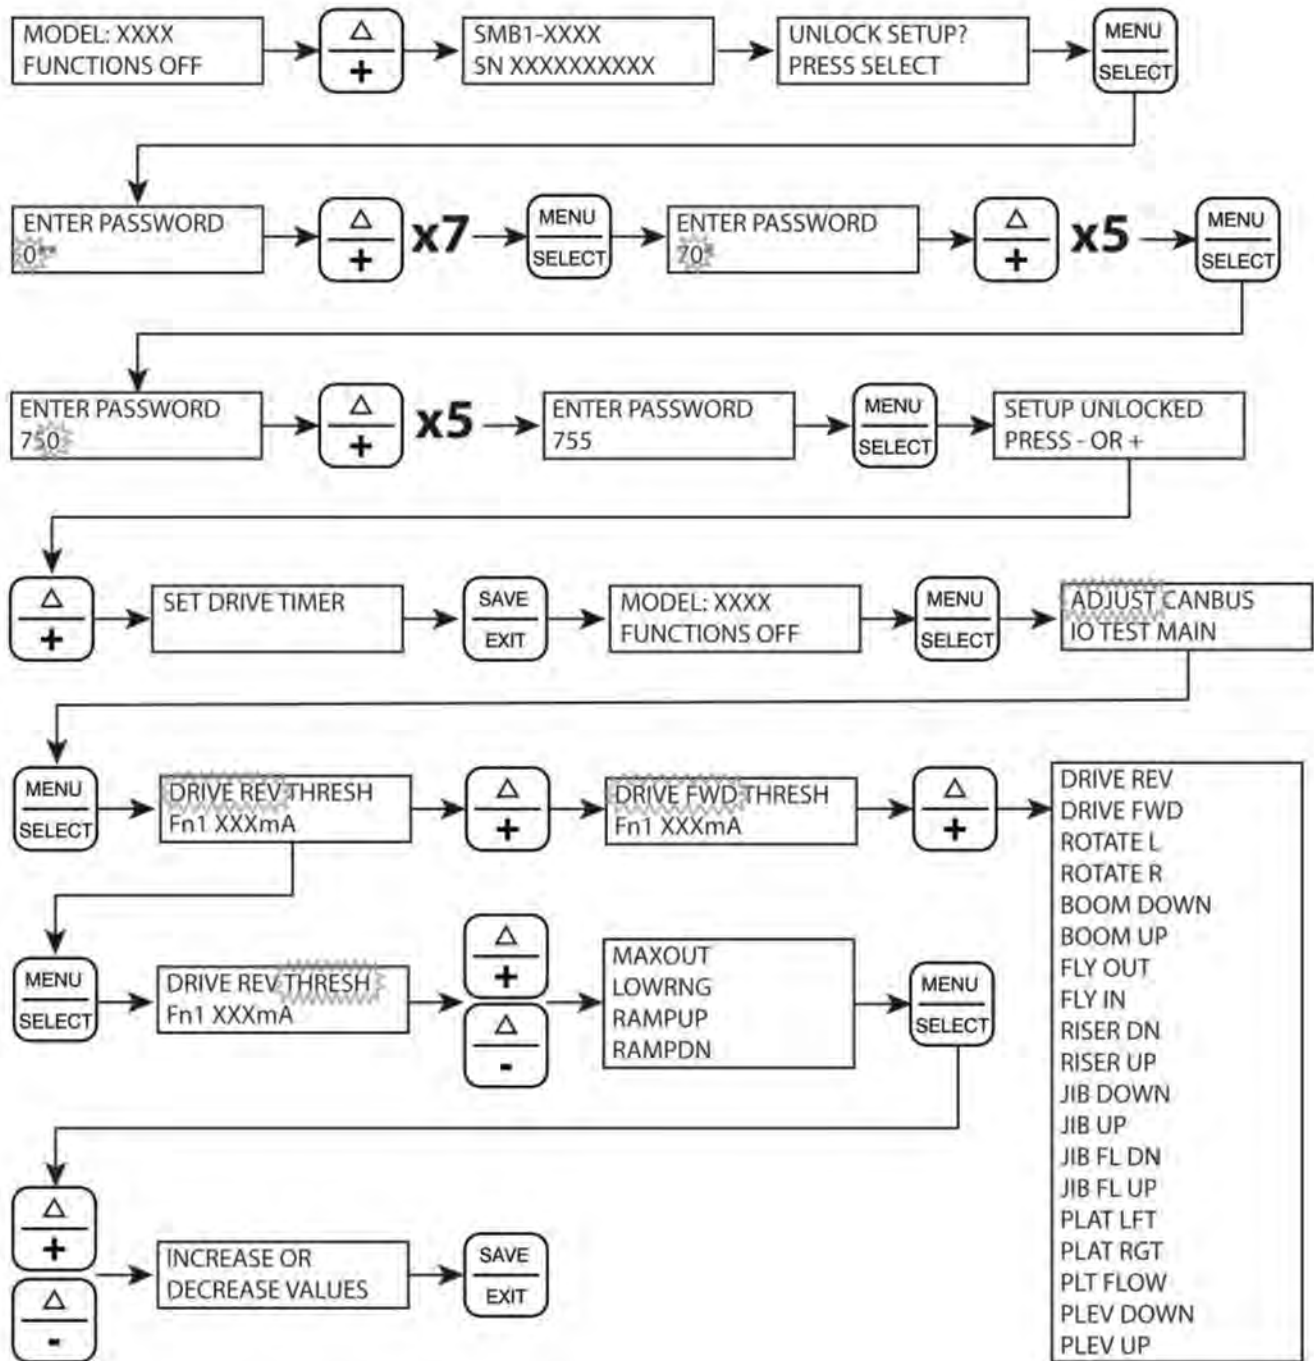 MODEL: XXXX
FUNCTIONS OFF
△
+
SMB1-XXXX
SN XXXXXXXXXX
UNLOCK SETUP?
PRESS SELECT
MENU
SELECT
ENTER PASSWORD
0**
△
+
x7
MENU
SELECT
ENTER PASSWORD
70*
△
+
x5
MENU
SELECT
ENTER PASSWORD
750
△
+
x5
ENTER PASSWORD
755
MENU
SELECT
SETUP UNLOCKED
PRESS - OR +
△
+
SET DRIVE TIMER
SAVE
EXIT
MODEL: XXXX
FUNCTIONS OFF
MENU
SELECT
ADJUST CANBUS
IO TEST MAIN
MENU
SELECT
DRIVE REV THRESH
Fn1 XXXmA
△
+
DRIVE FWD THRESH
Fn1 XXXmA
△
+
DRIVE REV
DRIVE FWD
ROTATE L
ROTATE R
BOOM DOWN
BOOM UP
FLY OUT
FLY IN
RISER DN
RISER UP
JIB DOWN
JIB UP
JIB FL DN
JIB FL UP
PLAT LFT
PLAT RGT
PLT FLOW
PLEV DOWN
PLEV UP
MENU
SELECT
DRIVE REV THRESH
Fn1 XXXmA
△
+
△
-
MAXOUT
LOWRNG
RAMPUP
RAMPDN
MENU
SELECT
△
+
△
-
INCREASE OR
DECREASE VALUES
SAVE
EXIT